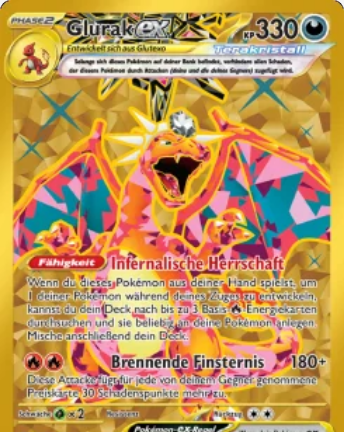 PHASE 2 Glurak ex KP 330
Entwickelt sich aus Glutexo
Terakristall
Solange sich dieses Pokémon auf deiner Bank befindet, verhindere allen Schaden,
der diesem Pokémon durch Attacken (deine und die deines Gegners) zugefügt wird.
Fähigkeit Infernalische Herrschaft
Wenn du dieses Pokémon aus deiner Hand spielst, um
1 deiner Pokémon während deines Zuges zu entwickeln,
kannst du dein Deck nach bis zu 3 Basis-Energiekarten
durchsuchen und sie beliebig an deine Pokémon anlegen.
Mische anschließend dein Deck.
Brennende Finsternis 180+
Diese Attacke fügt für jede von deinem Gegner genommene
Preiskarte 30 Schadenspunkte mehr zu.
Schwäche ×2 Resistenz Rückzug
Pokémon-ex-Regel